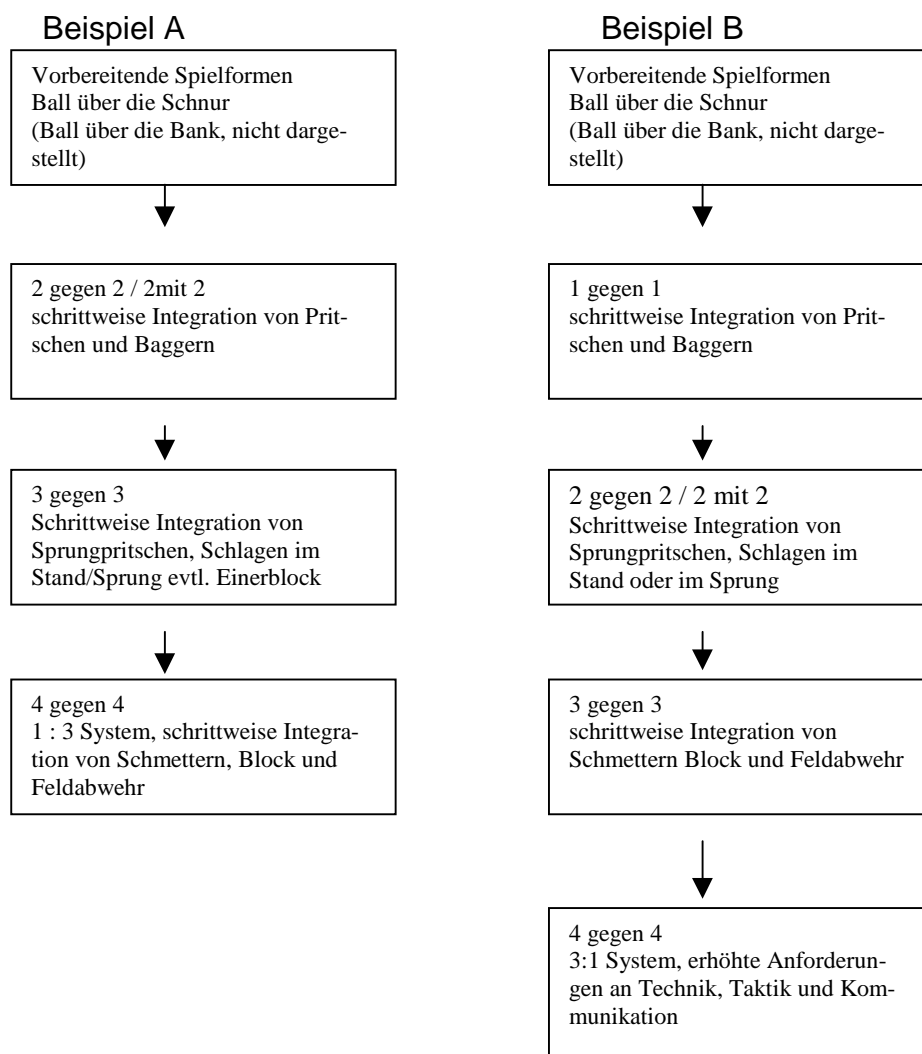 Beispiel A
Vorbereitende Spielformen
Ball über die Schnur
(Ball über die Bank, nicht darge-
stellt)
2 gegen 2 / 2mit 2
schrittweise Integration von Prit-
schen und Baggern
3 gegen 3
Schrittweise Integration von
Sprungpritschen, Schlagen im
Stand/Sprung evtl. Einerblock
4 gegen 4
1 : 3 System, schrittweise Integra-
tion von Schmettern, Block und
Feldabwehr
Beispiel B
Vorbereitende Spielformen
Ball über die Schnur
(Ball über die Bank, nicht darge-
stellt)
1 gegen 1
schrittweise Integration von Prit-
schen und Baggern
2 gegen 2 / 2 mit 2
Schrittweise Integration von
Sprungpritschen, Schlagen im
Stand oder im Sprung
3 gegen 3
schrittweise Integration von
Schmettern Block und Feldabwehr
4 gegen 4
3:1 System, erhöhte Anforderun-
gen an Technik, Taktik und Kom-
munikation